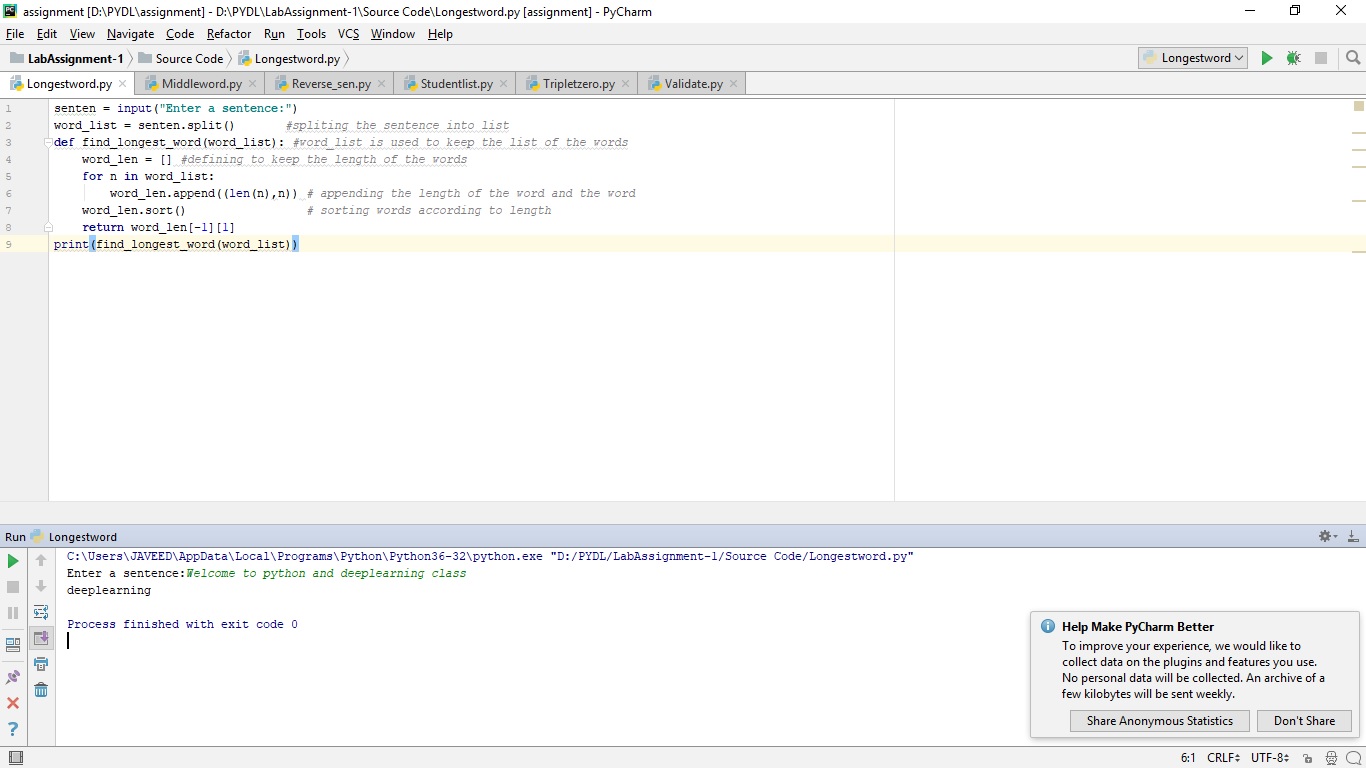 assignment [D:\PYDL\assignment] - D:\PYDL\LabAssignment-1\Source Code\Longestword.py [assignment] - PyCharm
File Edit View Navigate Code Refactor Run Tools VCS Window Help
LabAssignment-1 Source Code Longestword.py Longestword
Longestword.py Middleword.py Reverse_sen.py Studentlist.py Tripletzero.py Validate.py
1 senten = input("Enter a sentence:")
2 word_list = senten.split() #spliting the sentence into list
3 def find_longest_word(word_list): #word_list is used to keep the list of the words
4 word_len = [] #defining to keep the length of the words
5 for n in word_list:
6 word_len.append((len(n),n)) # appending the length of the word and the word
7 word_len.sort() # sorting words according to length
8 return word_len[-1][1]
9 print(find_longest_word(word_list))
Run Longestword
C:\Users\JAVEED\AppData\Local\Programs\Python\Python36-32\python.exe "D:/PYDL/LabAssignment-1/Source Code/Longestword.py"
Enter a sentence:Welcome to python and deeplearning class
deeplearning
Process finished with exit code 0
Help Make PyCharm Better
To improve your experience, we would like to
collect data on the plugins and features you use.
No personal data will be collected. An archive of a
few kilobytes will be sent weekly.
Share Anonymous Statistics Don't Share
6:1 CRLF UTF-8